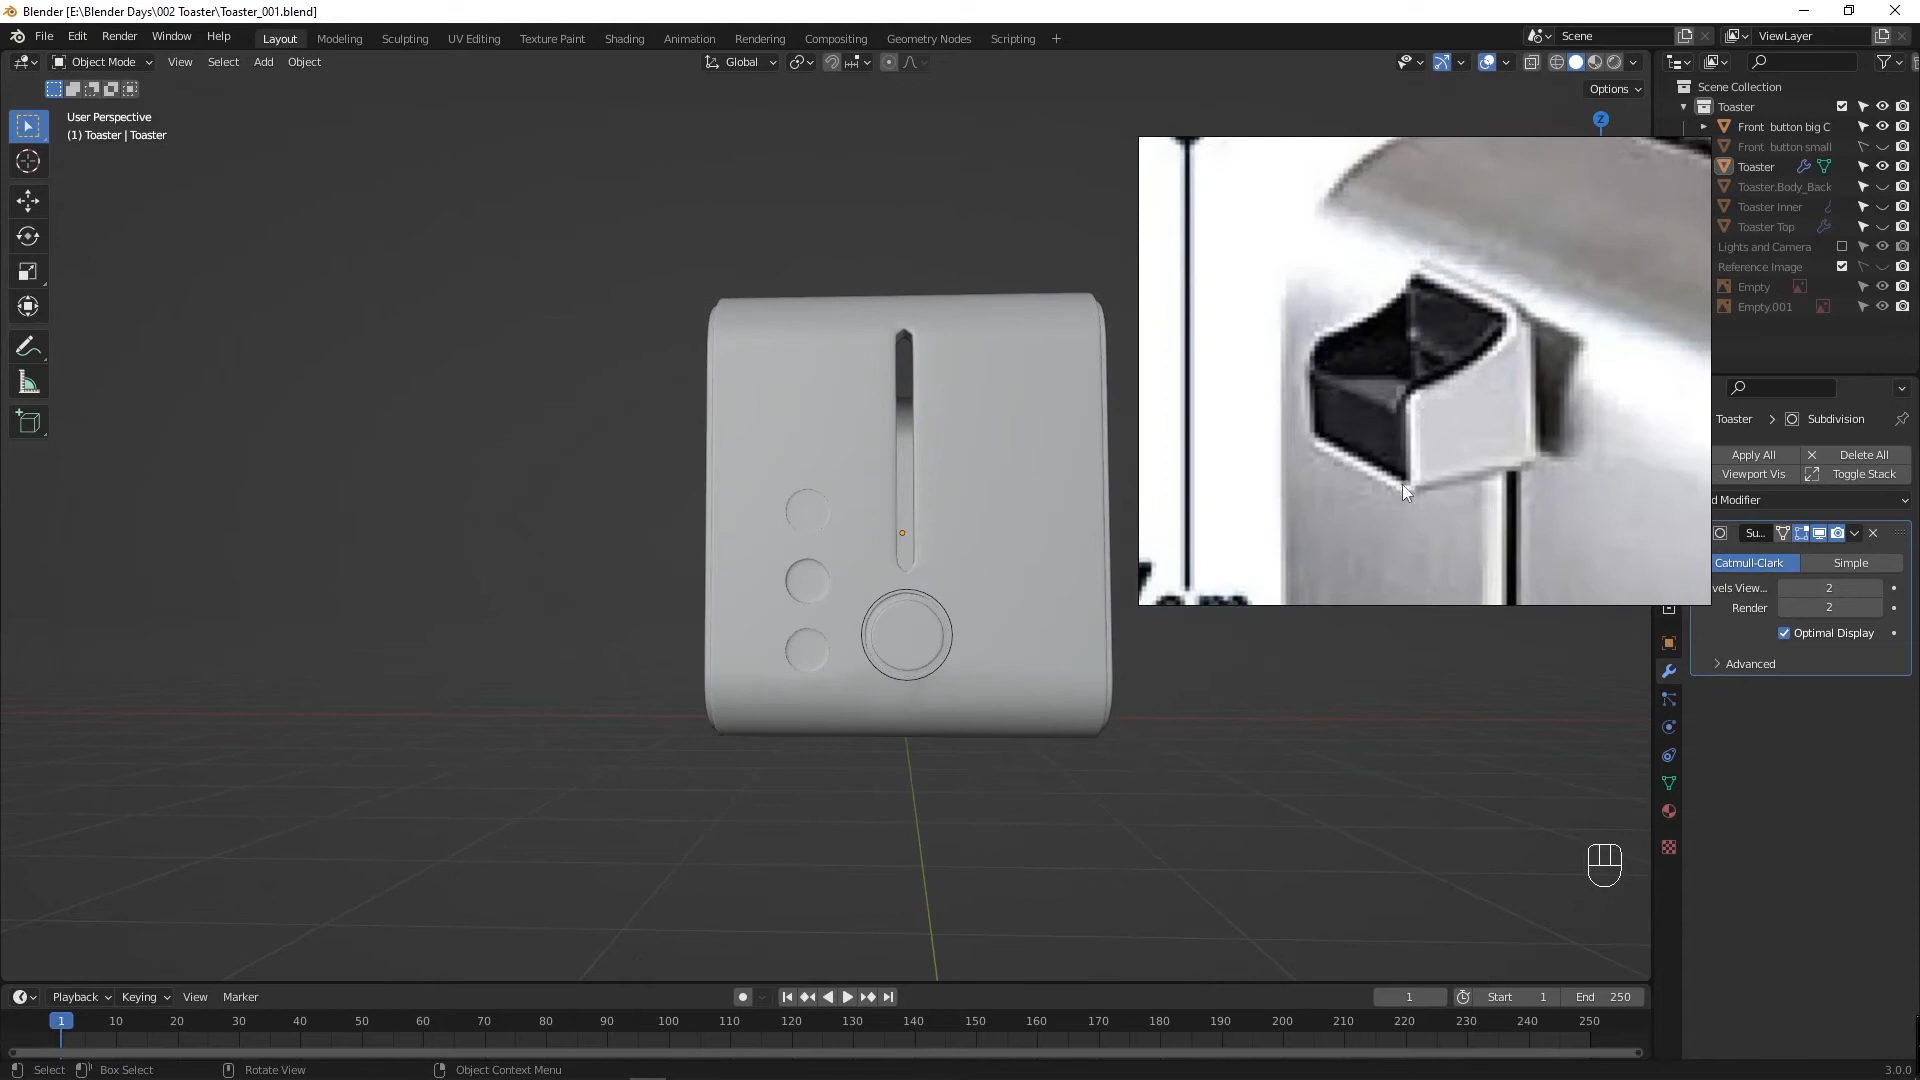 Blender [E:\Blender Days\002 Toaster\Toaster_001.blend]
File Edit Render Window Help
Layout Modeling Sculpting UV Editing Texture Paint Shading Animation Rendering Compositing Geometry Nodes Scripting +
Scene
ViewLayer
Object Mode View Select Add Object
Global
Options
User Perspective
(1) Toaster | Toaster
Z
Scene Collection
Toaster
Front button big C
Front button small
Toaster
Toaster.Body_Back
Toaster Inner
Toaster Top
Lights and Camera
Reference Image
Empty
Empty.001
Toaster > Subdivision
Apply All Delete All
Viewport Vis Toggle Stack
d Modifier
Su...
Catmull-Clark Simple
vels View... 2
Render 2
Optimal Display
Advanced
Playback Keying View Marker
1 Start 1 End 250
1 10 20 30 40 50 60 70 80 90 100 110 120 130 140 150 160 170 180 190 200 210 220 230 240 250
Select Box Select Rotate View Object Context Menu 3.0.0